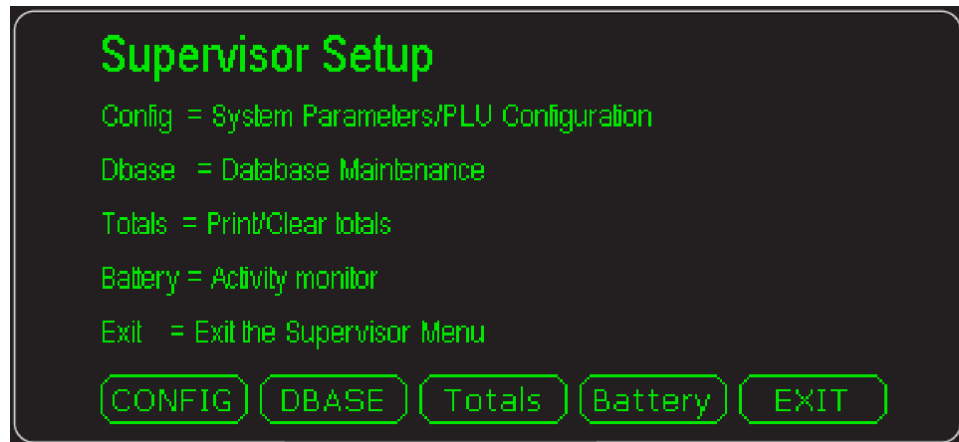 Supervisor Setup
Config = System Parameters/PLU Configuration
Dbase = Database Maintenance
Totals = Print/Clear totals
Battery = Activity monitor
Exit = Exit the Supervisor Menu
CONFIG DBASE Totals Battery EXIT